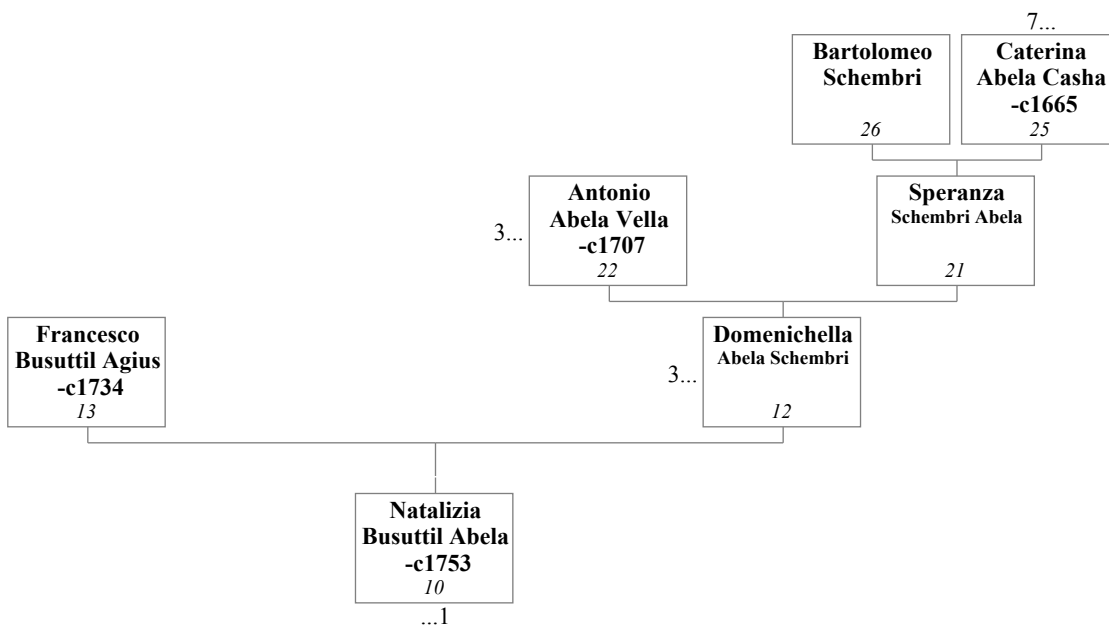 7...
Bartolomeo
Schembri
26
Caterina
Abela Casha
-c1665
25
3...
Antonio
Abela Vella
-c1707
22
Speranza
Schembri Abela
21
Francesco
Busuttil Agius
-c1734
13
3...
Domenichella
Abela Schembri
12
Natalizia
Busuttil Abela
-c1753
10
...1